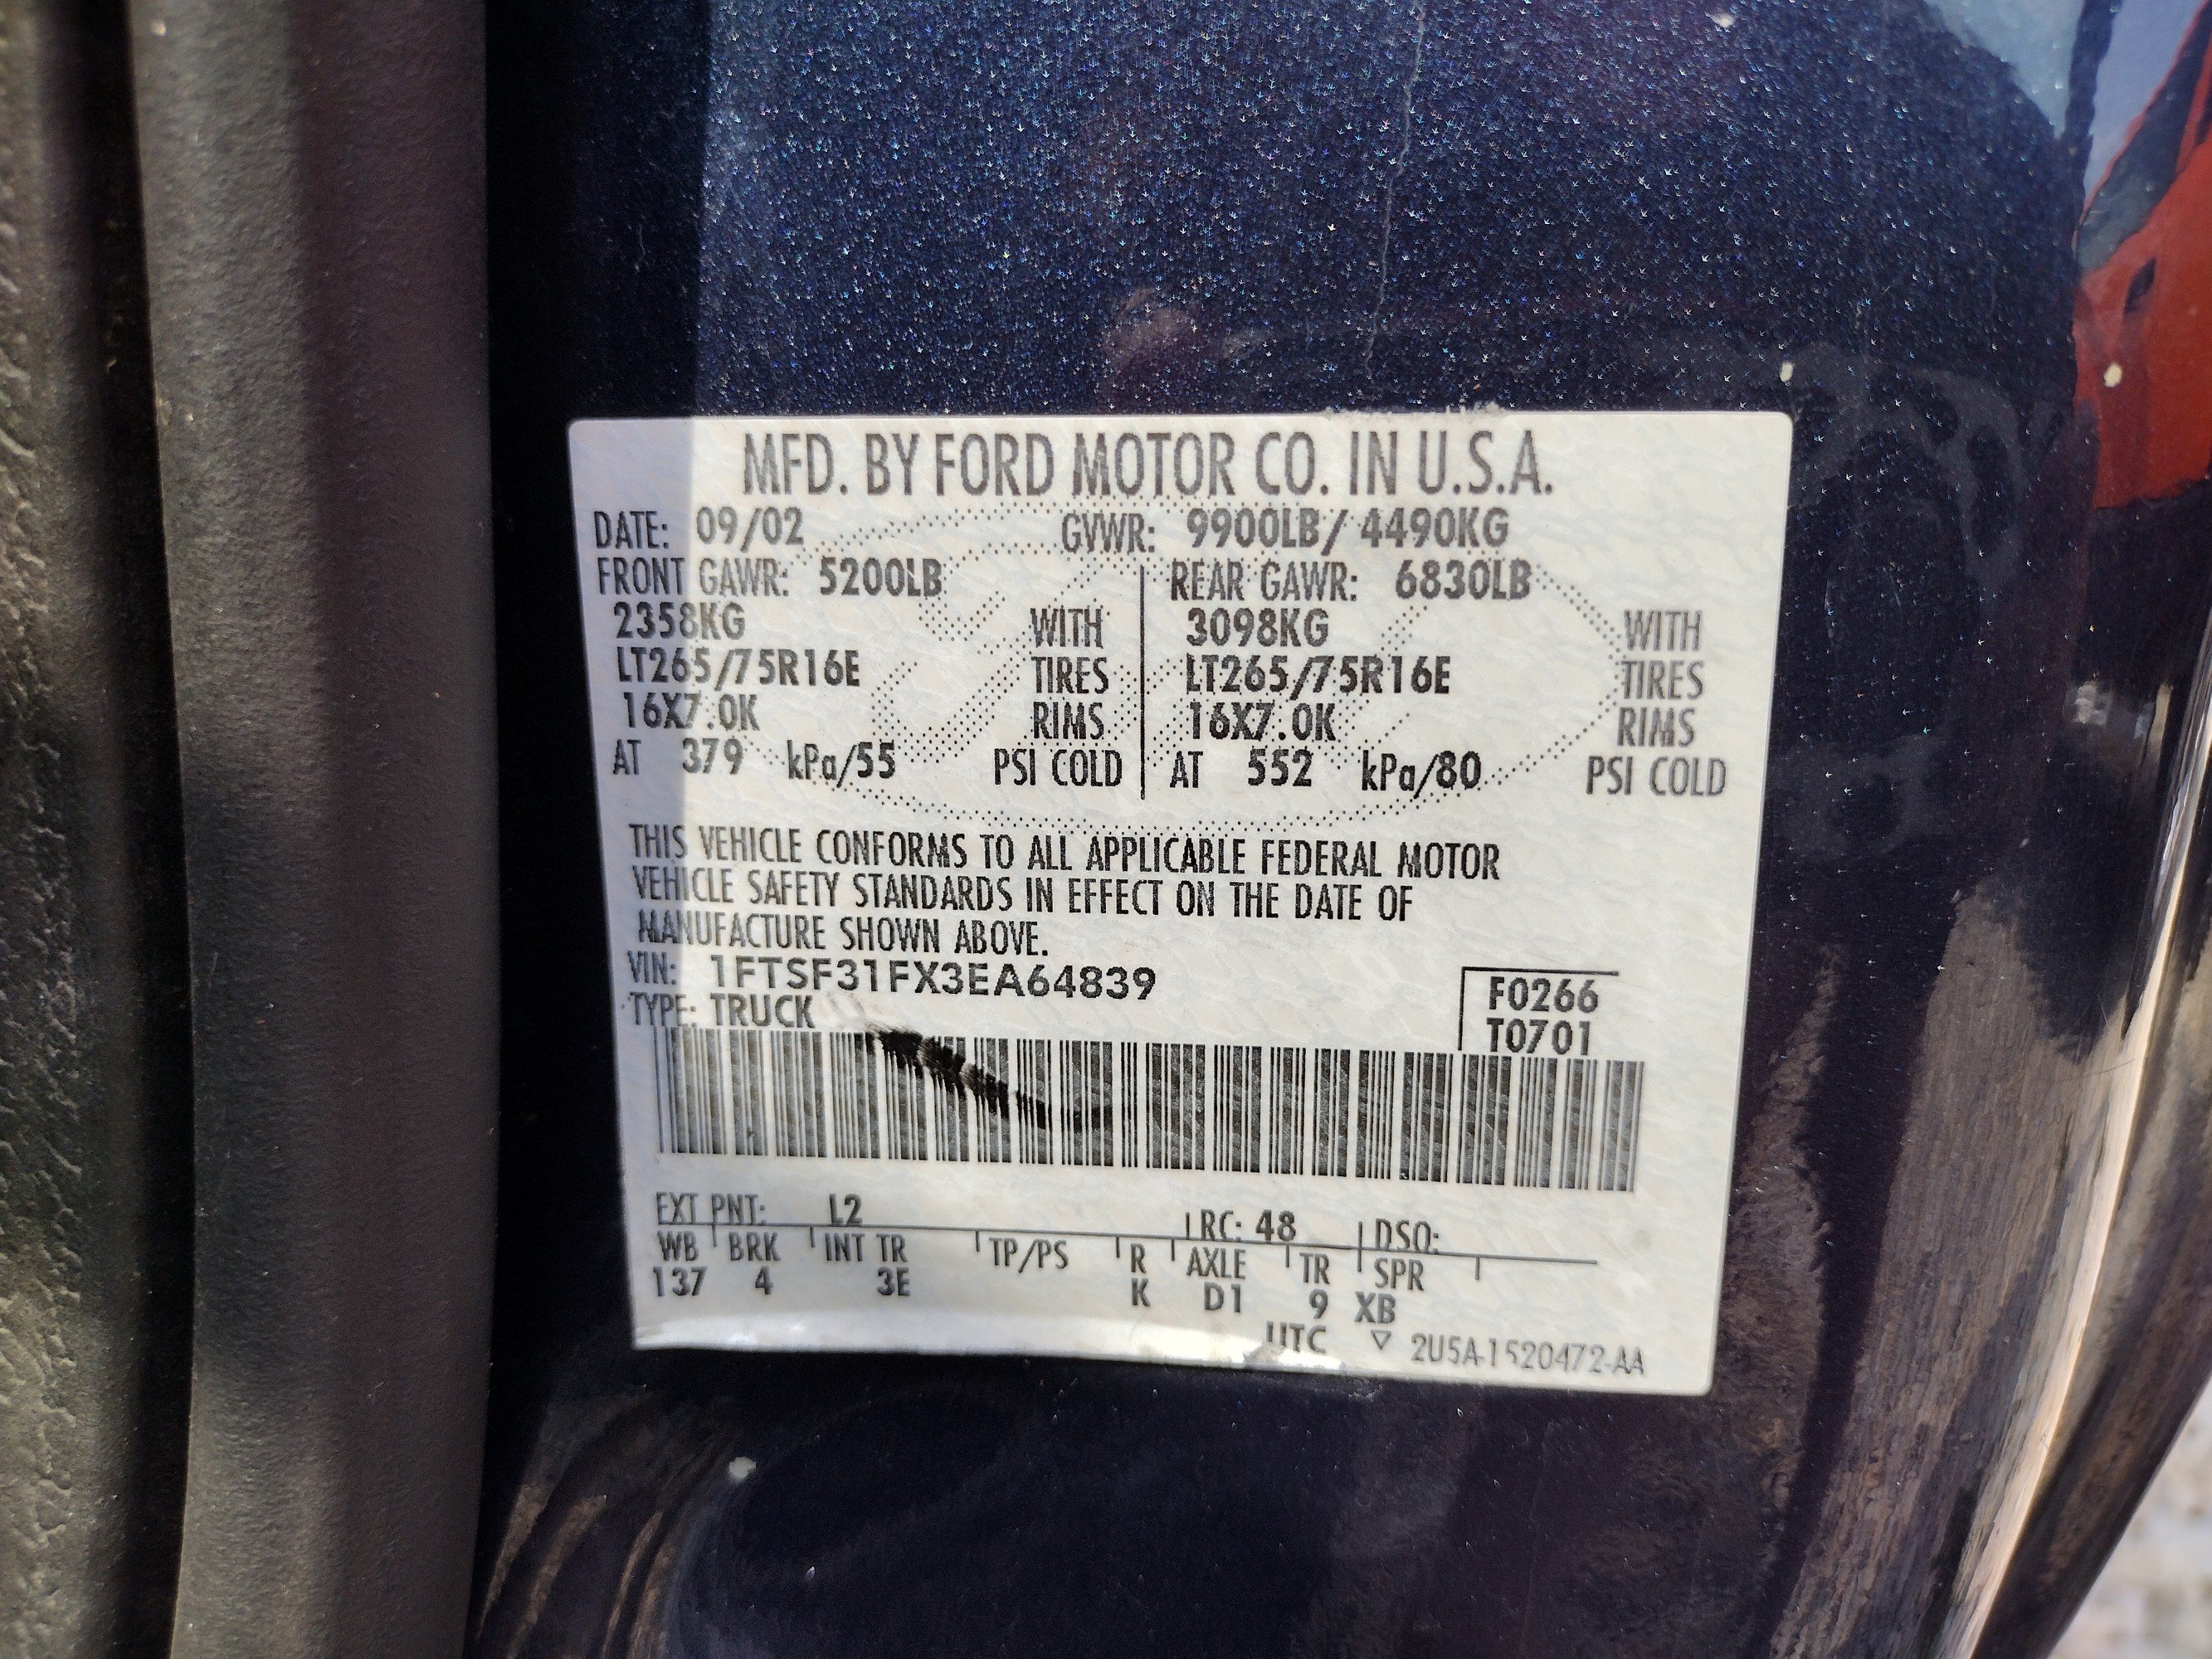 MFD. BY FORD MOTOR CO. IN U.S.A.
DATE: 09/02 GVWR: 9900LB/ 4490KG
FRONT GAWR: 5200LB REAR GAWR: 6830LB
2358KG WITH 3098KG WITH
LT265/75R16E TIRES LT265/75R16E TIRES
16X7.0K RIMS 16X7.0K RIMS
AT 379 kPa/55 PSI COLD AT 552 kPa/80 PSI COLD
THIS VEHICLE CONFORMS TO ALL APPLICABLE FEDERAL MOTOR
VEHICLE SAFETY STANDARDS IN EFFECT ON THE DATE OF
MANUFACTURE SHOWN ABOVE.
VIN: 1FTSF31FX3EA64839 F0266
TYPE: TRUCK T0701
EXT PNT: L2 RC: 48 DSO:
WB BRK INT TR TP/PS R AXLE TR SPR
137 4 3E K D1 9 XB
UTC ▽ 2U5A-1520472-AA